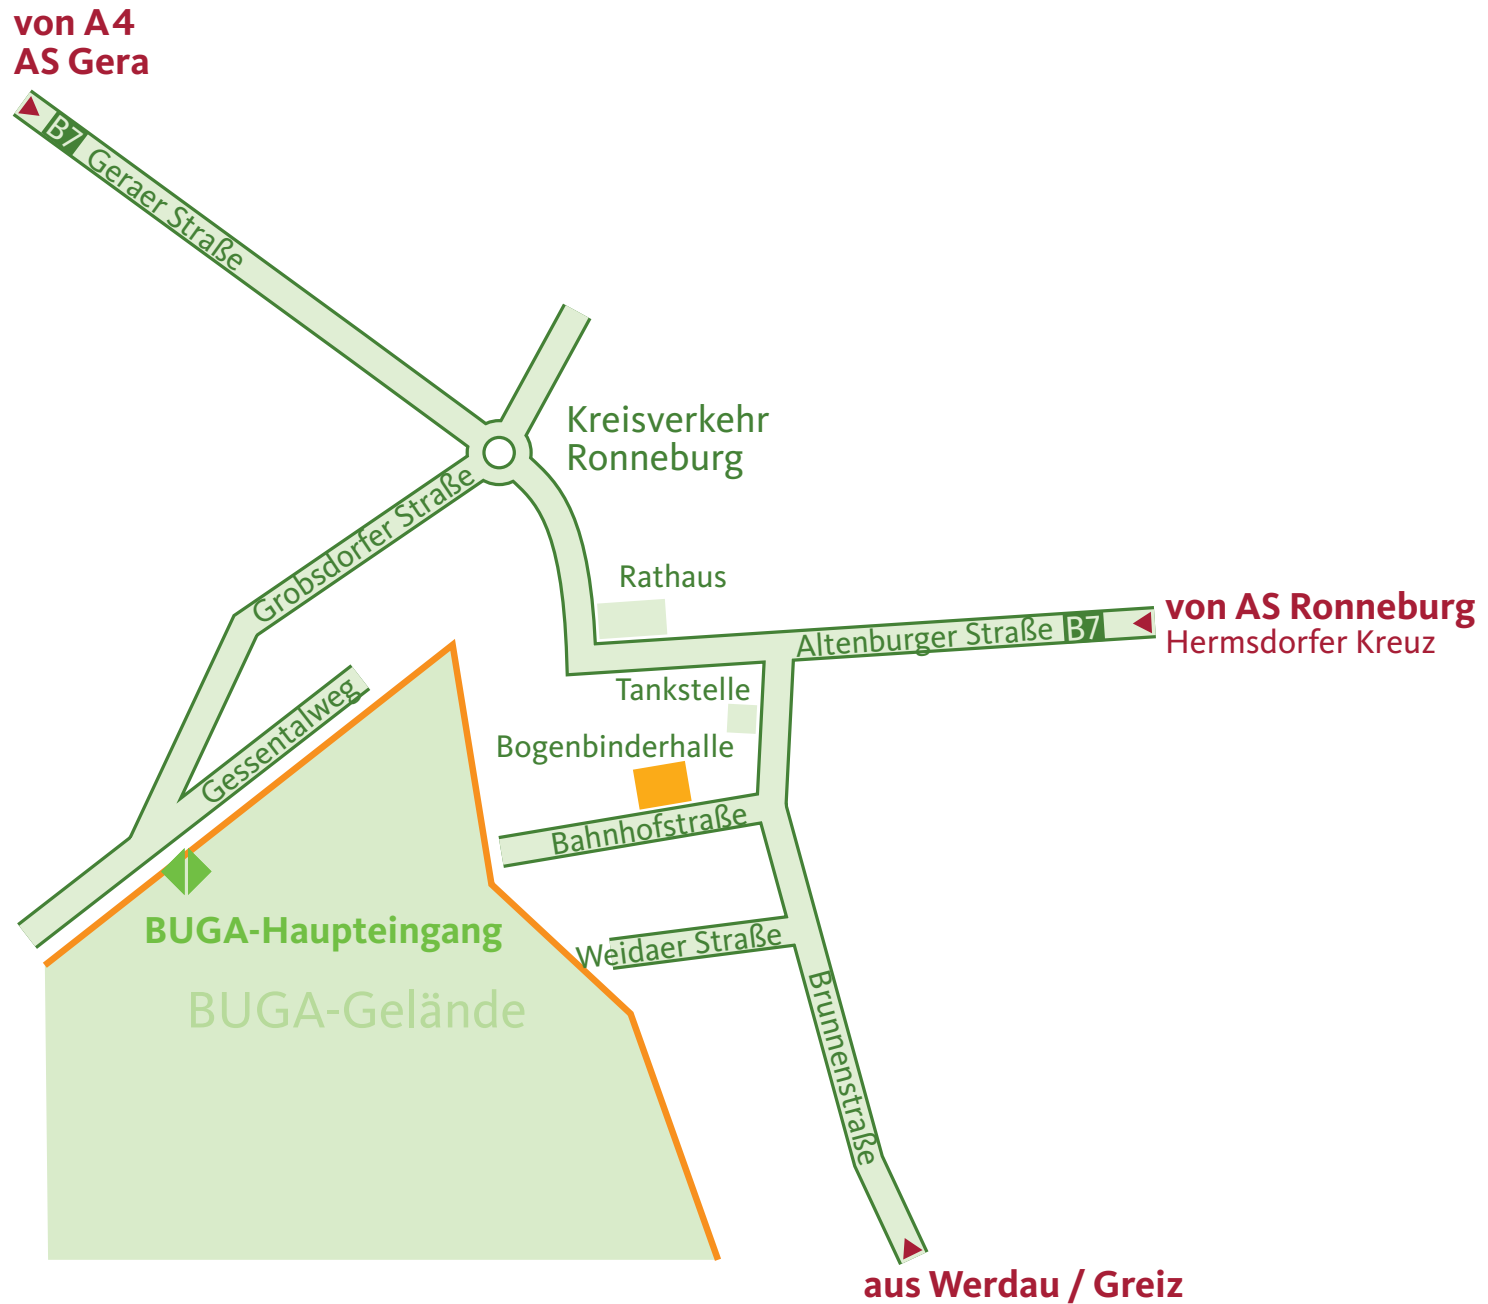 von A4
AS Gera
B7 Geraer Straße
Kreisverkehr
Ronneburg
Grobsdorfer Straße
Rathaus
von AS Ronneburg
Hermsdorfer Kreuz
Altenburger Straße B7
Tankstelle
Gessentalweg
Bogenbinderhalle
Bahnhofstraße
BUGA-Haupteingang
Weidaer Straße
BUGA-Gelände
Brunnenstraße
aus Werdau / Greiz